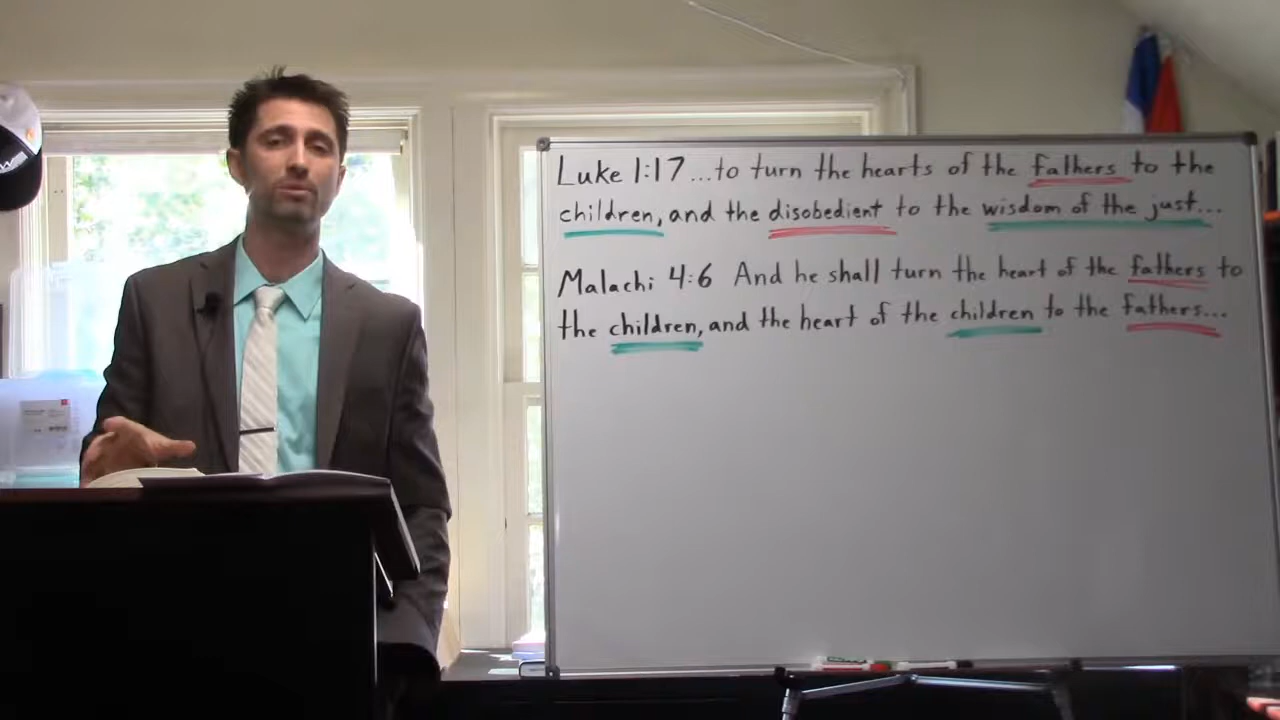 Luke 1:17 ...to turn the hearts of the fathers to the
children, and the disobedient to the wisdom of the just...
Malachi 4:6 And he shall turn the heart of the fathers to
the children, and the heart of the children to the fathers...